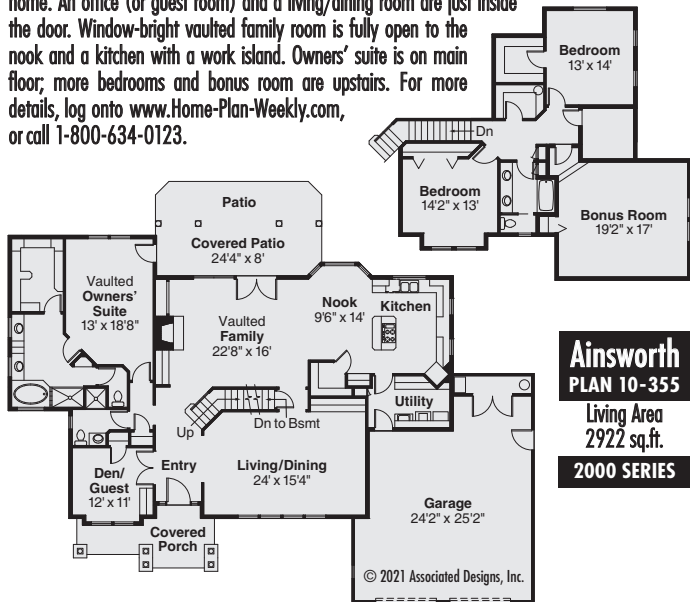 home. An office (or guest room) and a living/dining room are just inside
the door. Window-bright vaulted family room is fully open to the
nook and a kitchen with a work island. Owners' suite is on main
floor; more bedrooms and bonus room are upstairs. For more
details, log onto www.Home-Plan-Weekly.com,
or call 1-800-634-0123.
Bedroom
13' x 14'
Dn
Bedroom
14'2" x 13'
Bonus Room
19'2" x 17'
Patio
Covered Patio
24'4" x 8'
Vaulted
Owners'
Suite
13' x 18'8"
Vaulted
Family
22'8" x 16'
Nook
9'6" x 14'
Kitchen
Utility
Up
Dn to Bsmt
Den/
Guest
12' x 11'
Entry
Living/Dining
24' x 15'4"
Garage
24'2" x 25'2"
Covered
Porch
© 2021 Associated Designs, Inc.
Ainsworth
PLAN 10-355
Living Area
2922 sq.ft.
2000 SERIES